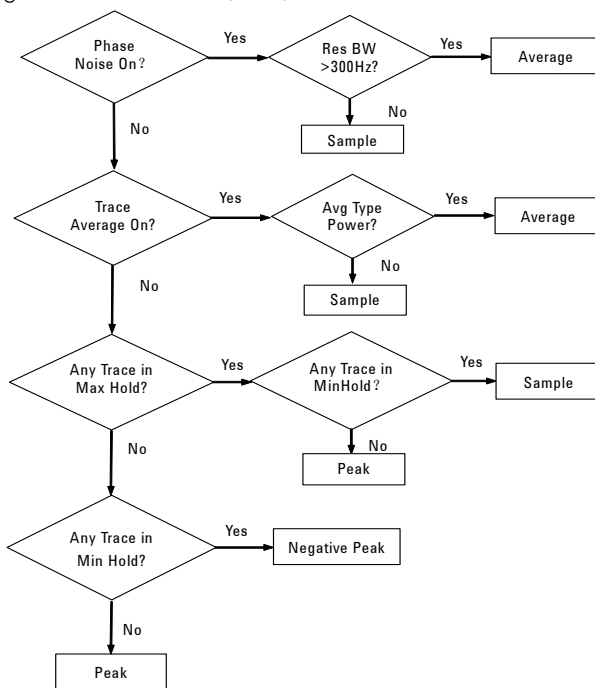 Phase
Noise On?
Yes
Res BW
>300Hz?
Yes
Average
No
No
Sample
Trace
Average On?
Yes
Avg Type
Power?
Yes
Average
No
No
Sample
Any Trace in
Max Hold?
Yes
Any Trace in
MinHold?
Yes
Sample
No
No
Peak
Any Trace in
Min Hold?
Yes
Negative Peak
No
Peak